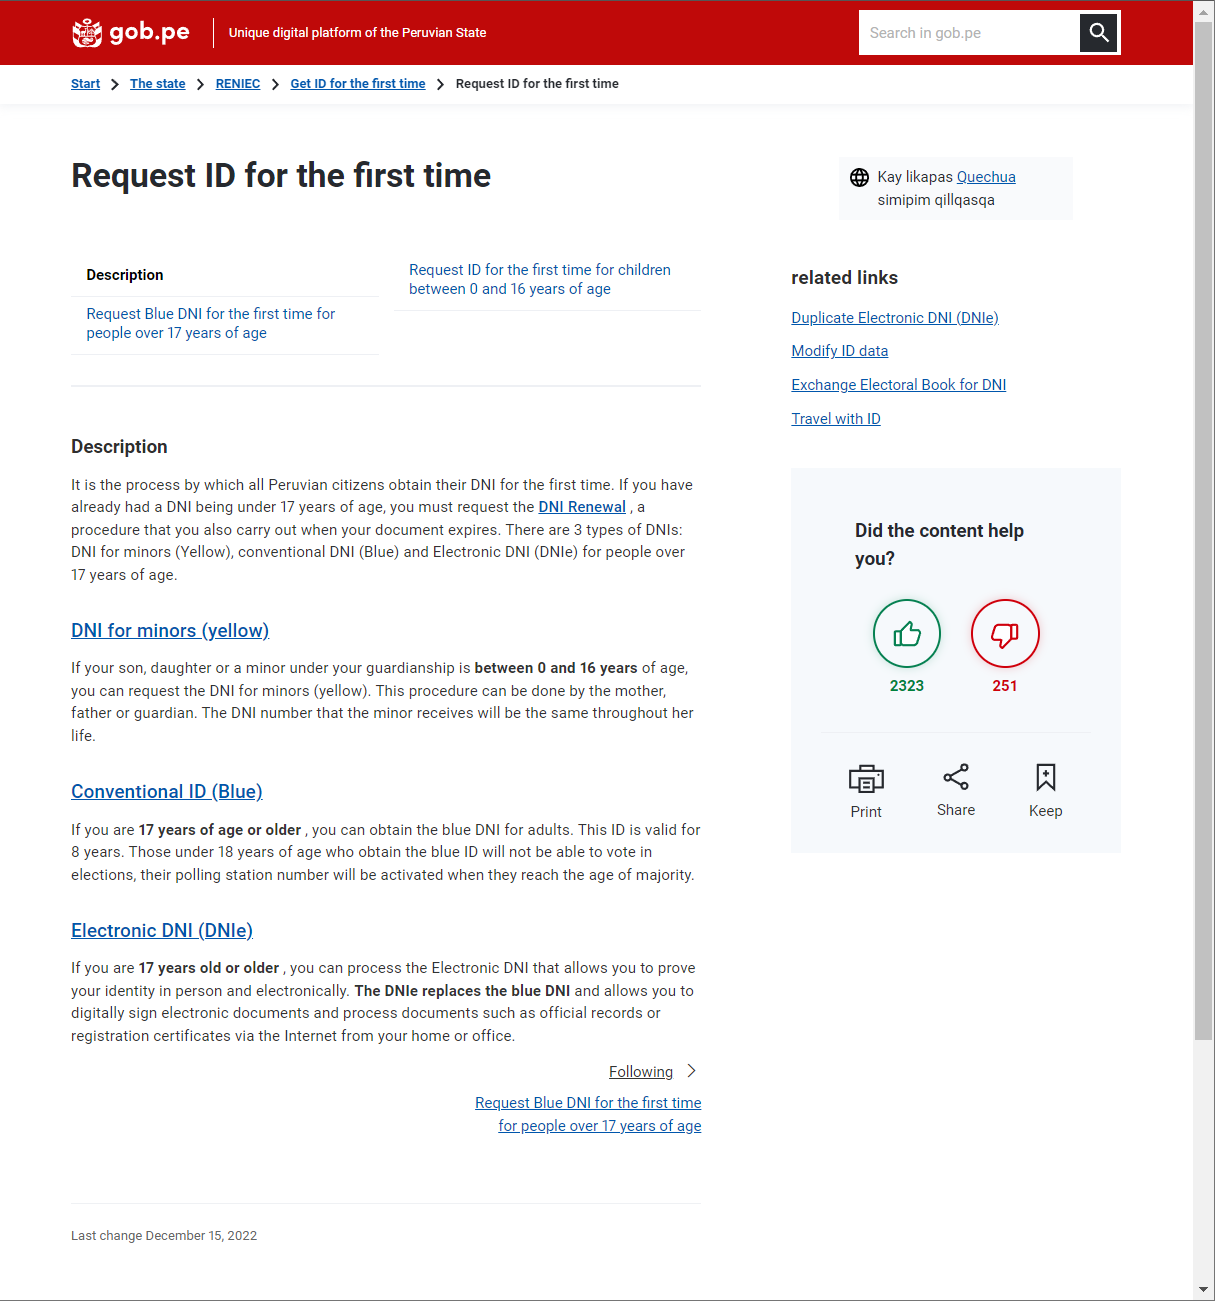 gob.pe
Unique digital platform of the Peruvian State
Search in gob.pe
Start
The state
RENIEC
Get ID for the first time
Request ID for the first time
Request ID for the first time
Kay likapas Quechua
simipim qillqasqa
Description
Request Blue DNI for the first time for
people over 17 years of age
Request ID for the first time for children
between 0 and 16 years of age
related links
Duplicate Electronic DNI (DNIe)
Modify ID data
Exchange Electoral Book for DNI
Travel with ID
Description
It is the process by which all Peruvian citizens obtain their DNI for the first time. If you have
already had a DNI being under 17 years of age, you must request the DNI Renewal , a
procedure that you also carry out when your document expires. There are 3 types of DNIs:
DNI for minors (Yellow), conventional DNI (Blue) and Electronic DNI (DNIe) for people over
17 years of age.
DNI for minors (yellow)
If your son, daughter or a minor under your guardianship is between 0 and 16 years of age,
you can request the DNI for minors (yellow). This procedure can be done by the mother,
father or guardian. The DNI number that the minor receives will be the same throughout her
life.
Conventional ID (Blue)
If you are 17 years of age or older , you can obtain the blue DNI for adults. This ID is valid for
8 years. Those under 18 years of age who obtain the blue ID will not be able to vote in
elections, their polling station number will be activated when they reach the age of majority.
Electronic DNI (DNIe)
If you are 17 years old or older , you can process the Electronic DNI that allows you to prove
your identity in person and electronically. The DNIe replaces the blue DNI and allows you to
digitally sign electronic documents and process documents such as official records or
registration certificates via the Internet from your home or office.
Following
Request Blue DNI for the first time
for people over 17 years of age
Did the content help
you?
2323
251
Print
Share
Keep
Last change December 15, 2022